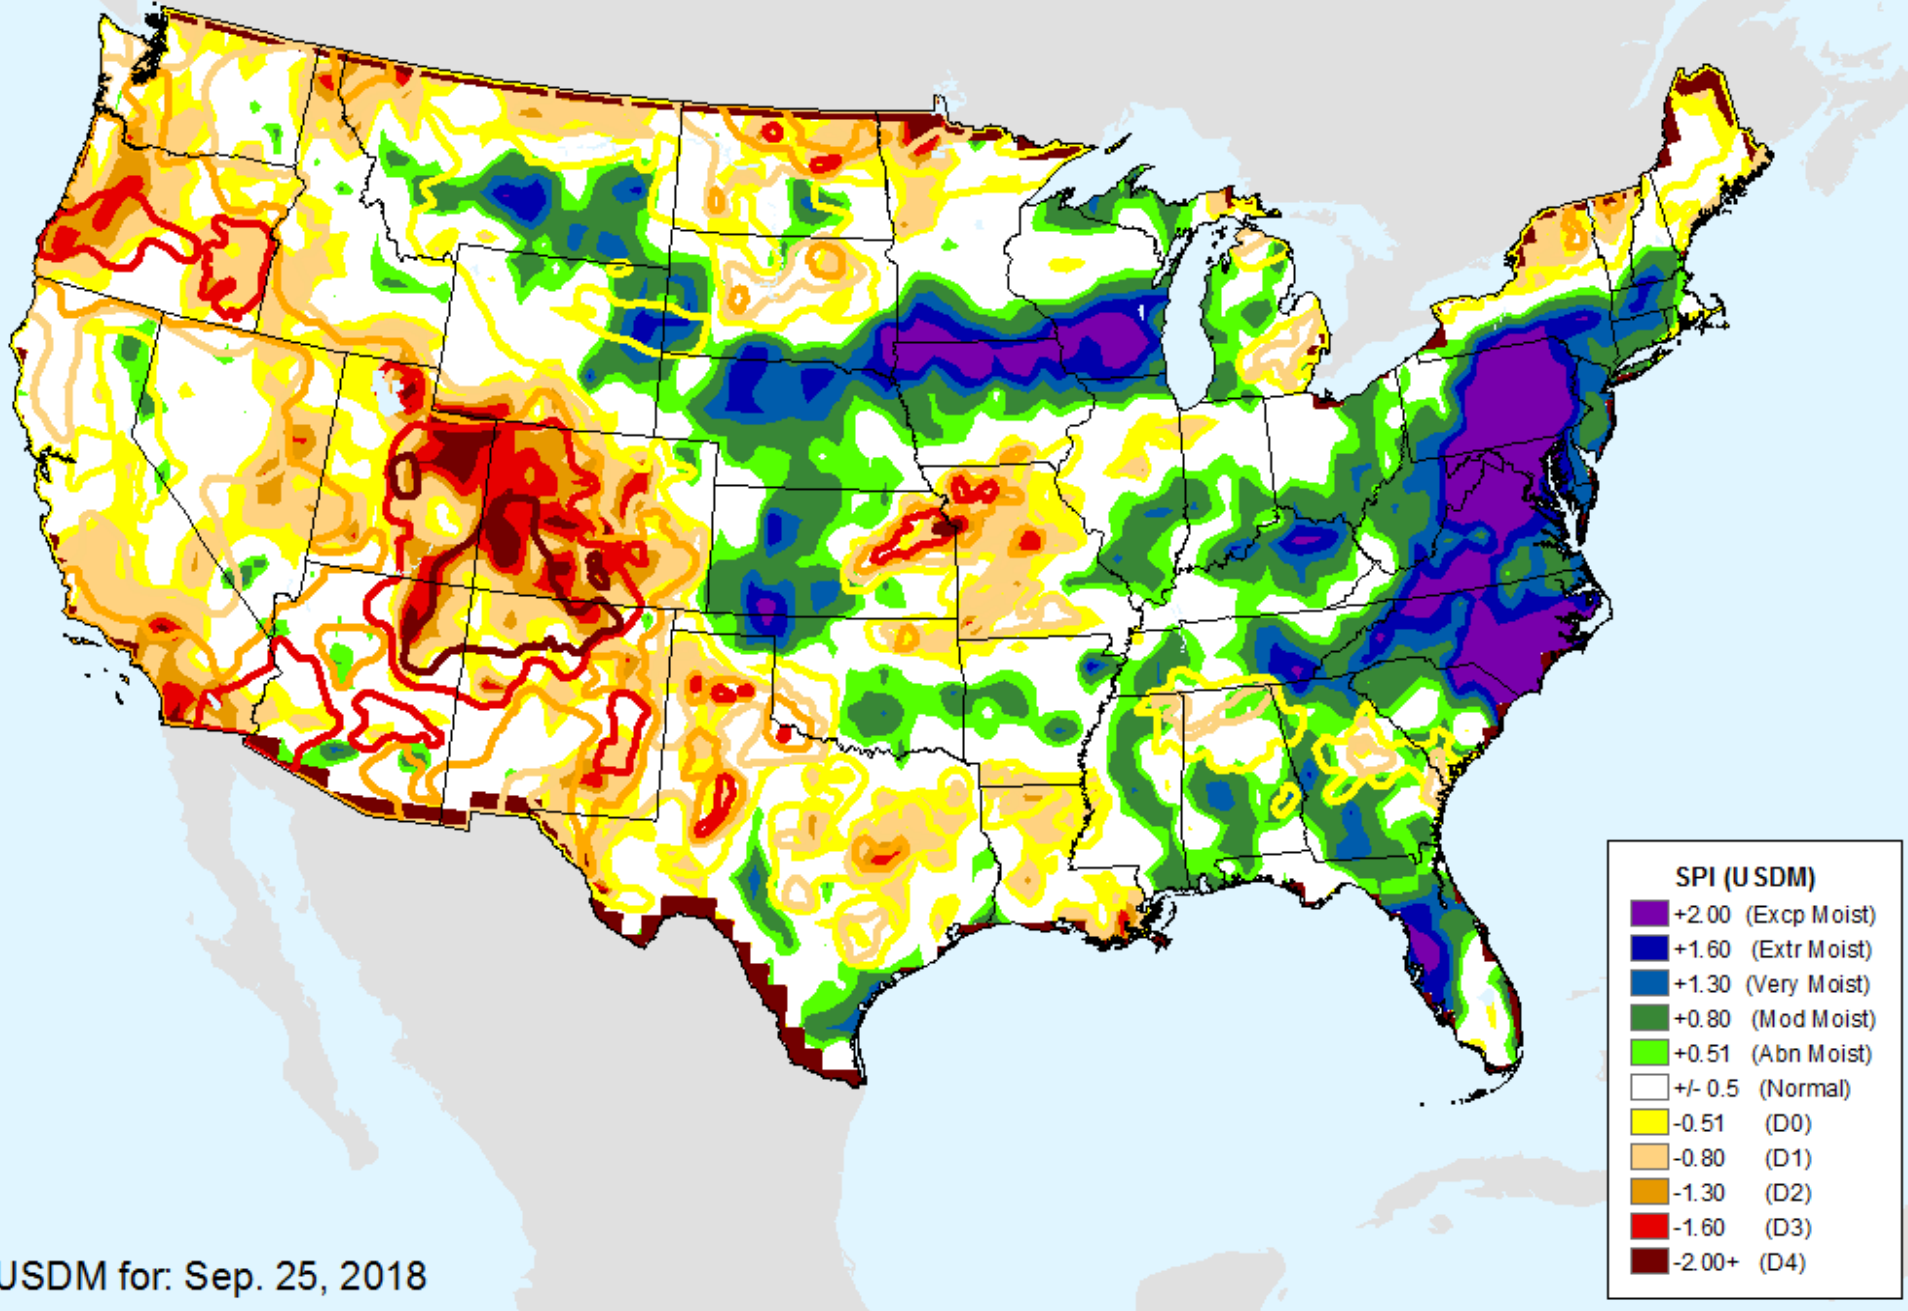 SPI (USDM)
+2.00 (Excp Moist)
+1.60 (Extr Moist)
+1.30 (Very Moist)
+0.80 (Mod Moist)
+0.51 (Abn Moist)
+/- 0.5 (Normal)
-0.51 (D0)
-0.80 (D1)
-1.30 (D2)
-1.60 (D3)
-2.00+ (D4)
USDM for: Sep. 25, 2018